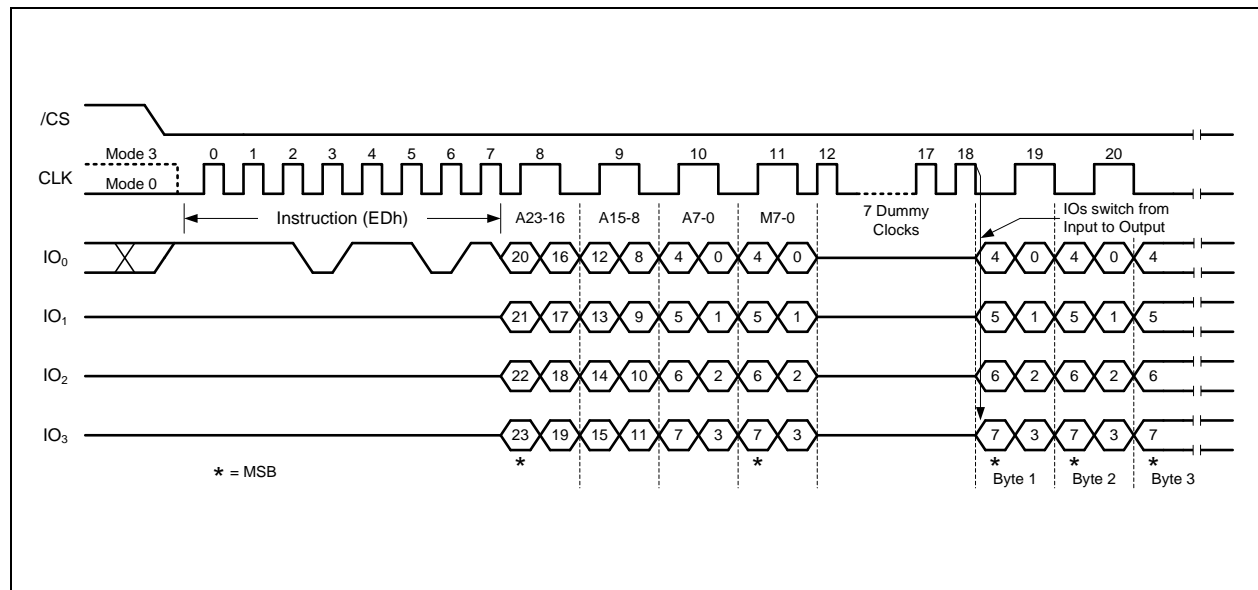 /CS
Mode 3 0 1 2 3 4 5 6 7 8 9 10 11 12 17 18 19 20
CLK
Mode 0
Instruction (EDh) A23-16 A15-8 A7-0 M7-0 7 Dummy Clocks IOs switch from Input to Output
IO0 20 16 12 8 4 0 4 0 4 0 4 0 4
IO1 21 17 13 9 5 1 5 1 5 1 5 1 5
IO2 22 18 14 10 6 2 6 2 6 2 6 2 6
IO3 23 19 15 11 7 3 7 3 7 3 7 3 7
* * * * *
* = MSB Byte 1 Byte 2 Byte 3